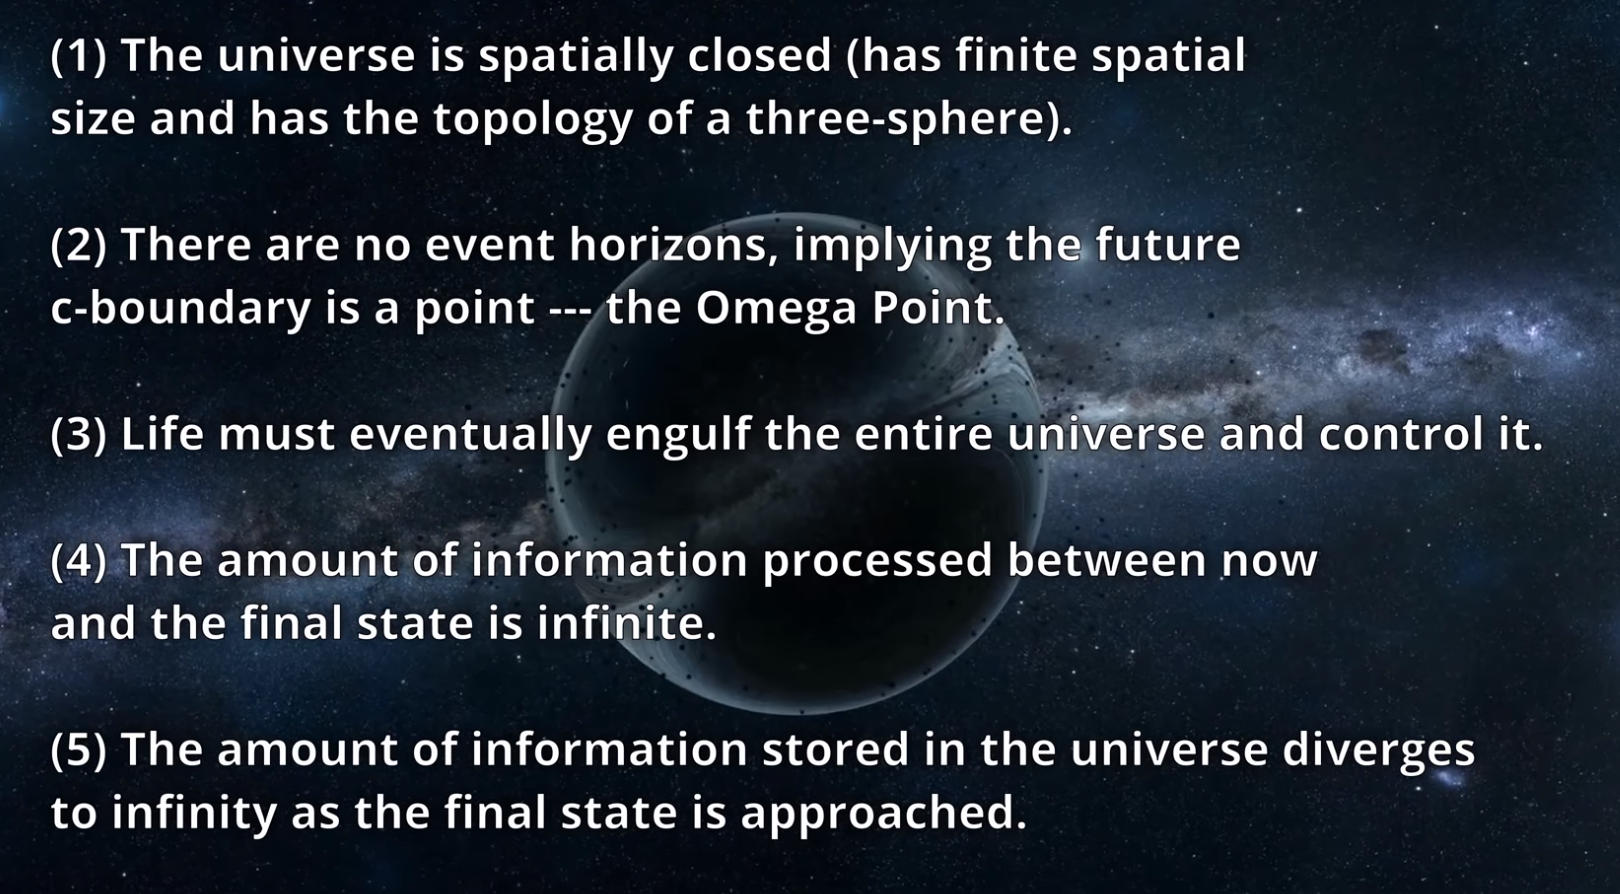 (1) The universe is spatially closed (has finite spatial
size and has the topology of a three-sphere).
(2) There are no event horizons, implying the future
c-boundary is a point --- the Omega Point.
(3) Life must eventually engulf the entire universe and control it.
(4) The amount of information processed between now
and the final state is infinite.
(5) The amount of information stored in the universe diverges
to infinity as the final state is approached.